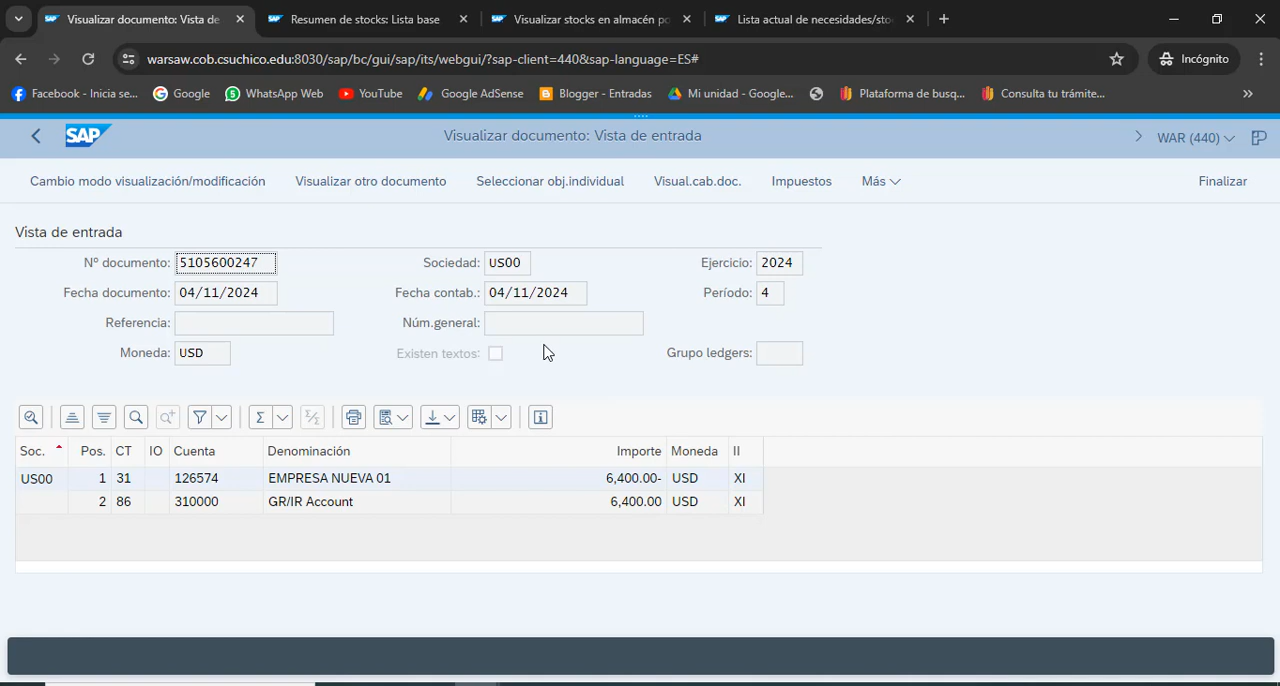 Visualizar documento: Vista de
Resumen de stocks: Lista base
Visualizar stocks en almacén po
Lista actual de necesidades/sto
warsaw.cob.csuchico.edu:8030/sap/bc/gui/sap/its/webgui/?sap-client=440&sap-language=ES#
Incógnito
Facebook - Inicia se...
Google
WhatsApp Web
YouTube
Google AdSense
Blogger - Entradas
Mi unidad - Google...
Plataforma de busq...
Consulta tu trámite...
SAP
Visualizar documento: Vista de entrada
WAR (440)
Cambio modo visualización/modificación
Visualizar otro documento
Seleccionar obj.individual
Visual.cab.doc.
Impuestos
Más
Finalizar
Vista de entrada
Nº documento: 5105600247 Sociedad: US00 Ejercicio: 2024
Fecha documento: 04/11/2024 Fecha contab.: 04/11/2024 Período: 4
Referencia: Núm.general:
Moneda: USD Existen textos: Grupo ledgers:
Soc. Pos. CT IO Cuenta Denominación Importe Moneda II
US00 1 31 126574 EMPRESA NUEVA 01 6,400.00- USD XI
2 86 310000 GR/IR Account 6,400.00 USD XI